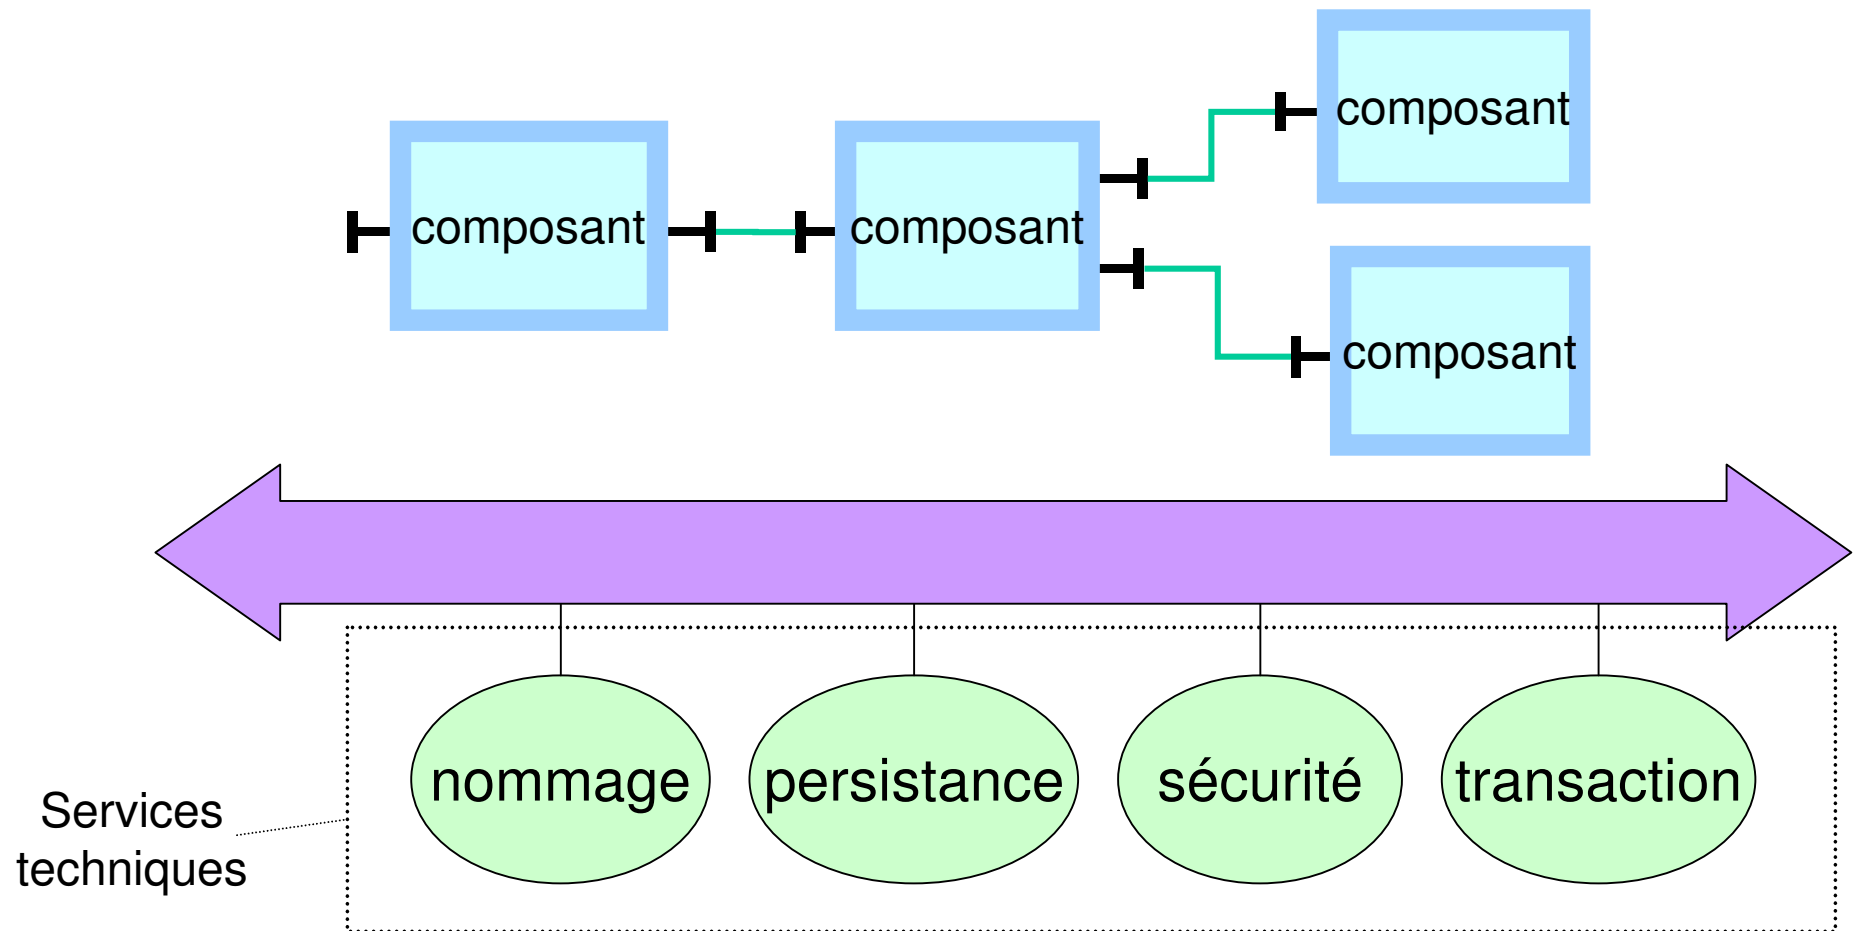 composant
composant
composant
composant
nommage
persistance
sécurité
transaction
Services
techniques